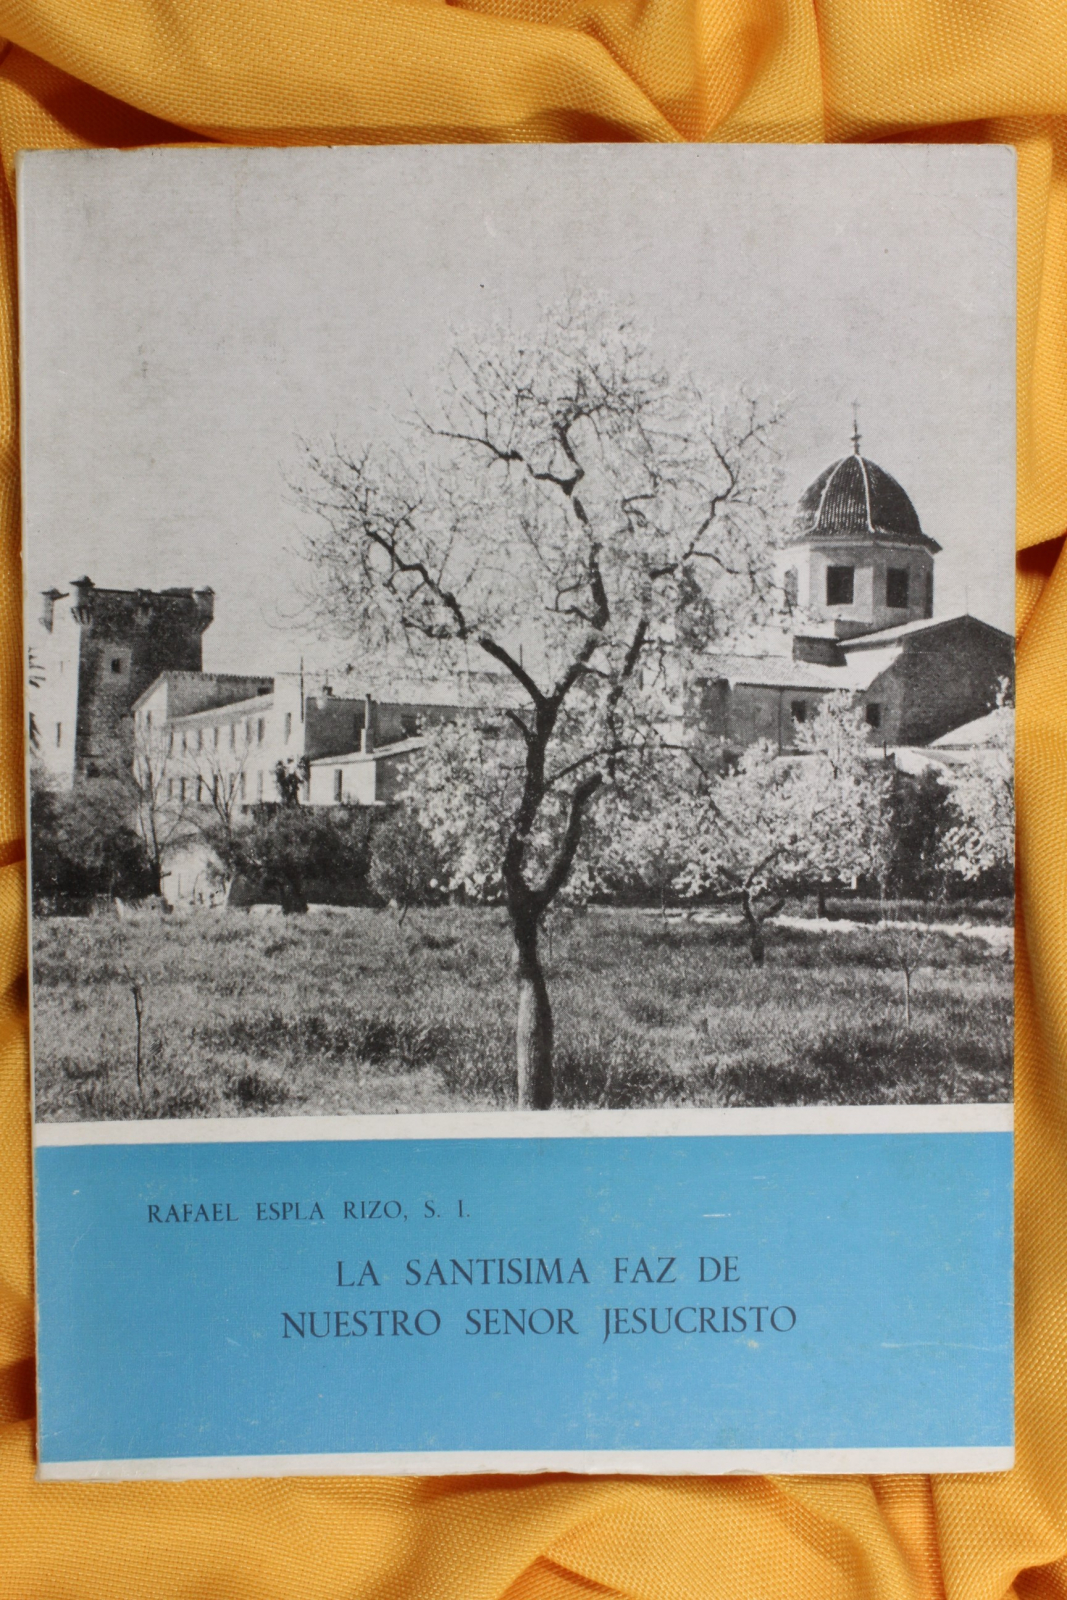 RAFAEL ESPLA RIZO, S. I.
LA SANTISIMA FAZ DE
NUESTRO SENOR JESUCRISTO